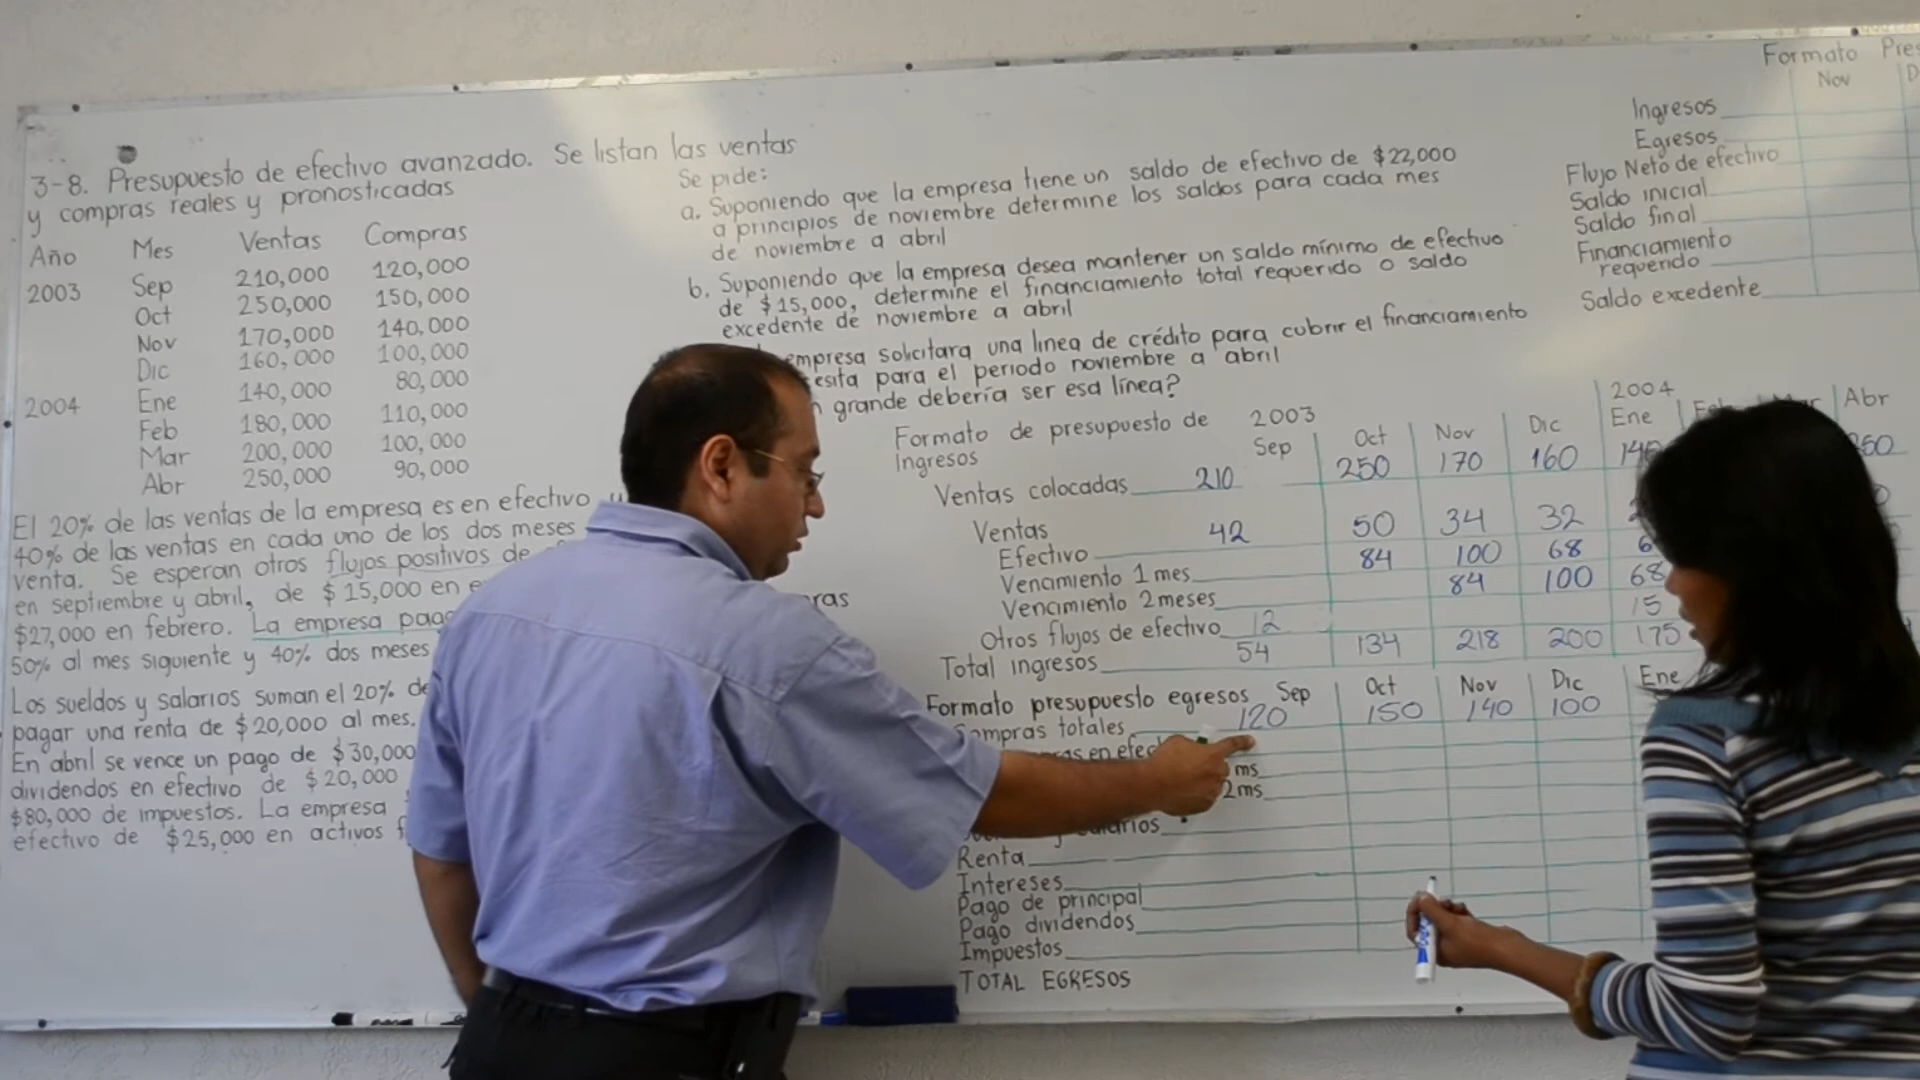 3-8. Presupuesto de efectivo avanzado. Se listan las ventas
y compras reales y pronosticadas
Año Mes Ventas Compras
2003 Sep 210,000 120,000
Oct 250,000 150,000
Nov 170,000 140,000
Dic 160,000 100,000
2004 Ene 140,000 80,000
Feb 180,000 110,000
Mar 200,000 100,000
Abr 250,000 90,000
El 20% de las ventas de la empresa es en efectivo
40% de las ventas en cada uno de los dos meses
venta. Se esperan otros flujos positivos de
en septiembre y abril, de $15,000 en
$27,000 en febrero. La empresa
50% al mes siguiente y 40% dos meses
Los sueldos y salarios suman el 20%
pagar una renta de $20,000 al mes.
En abril se vence un pago de $30,000
dividendos en efectivo de $20,000
$80,000 de impuestos. La empresa
efectivo de $25,000 en activos
Se pide:
a. Suponiendo que la empresa tiene un saldo de efectivo de $22,000
a principios de noviembre determine los saldos para cada mes
de noviembre a abril
b. Suponiendo que la empresa desea mantener un saldo mínimo de efectivo
de $15,000, determine el financiamiento total requerido o saldo
excedente de noviembre a abril
empresa solicitara una linea de crédito para cubrir el financiamiento
para el periodo noviembre a abril
grande debería ser esa línea?
Formato
Nov
Ingresos
Egresos
Flujo Neto de efectivo
Saldo inicial
Saldo final
Financiamiento
requerido
Saldo excedente
Formato de presupuesto de 2003 2004
Ingresos Sep Oct Nov Dic Ene Abr
Ventas colocadas 210 250 170 160
Ventas
Efectivo 42 50 34 32
Vencimiento 1 mes 84 100 68
Vencimiento 2 meses 84 100 68
Otros flujos de efectivo 12 15
Total ingresos 54 134 218 200 175
Formato presupuesto egresos Sep Oct Nov Dic Ene
Compras totales 120 150 140 100
en
ms
2ms
Renta
Intereses
Pago de principal
Pago dividendos
Impuestos
TOTAL EGRESOS